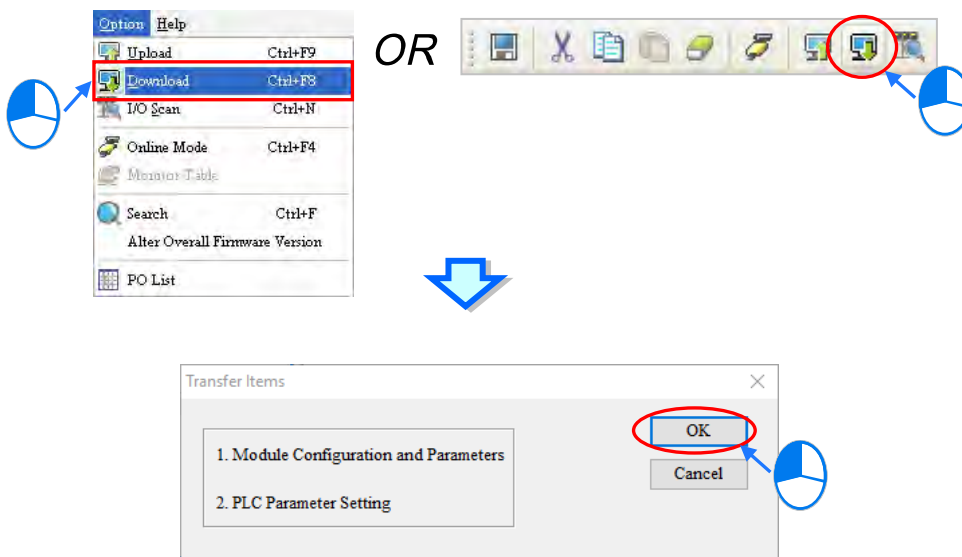 Option Help
Upload Ctrl+F9
Download Ctrl+F8
I/O Scan Ctrl+N
Online Mode Ctrl+F4
Monitor Table
Search Ctrl+F
Alter Overall Firmware Version
PO List
OR
Transfer Items
1. Module Configuration and Parameters
2. PLC Parameter Setting
OK
Cancel